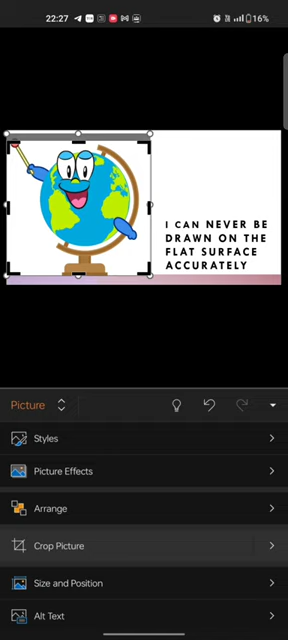 22:27
16%
I CAN NEVER BE
DRAWN ON THE
FLAT SURFACE
ACCURATELY
Picture
Styles
Picture Effects
Arrange
Crop Picture
Size and Position
Alt Text